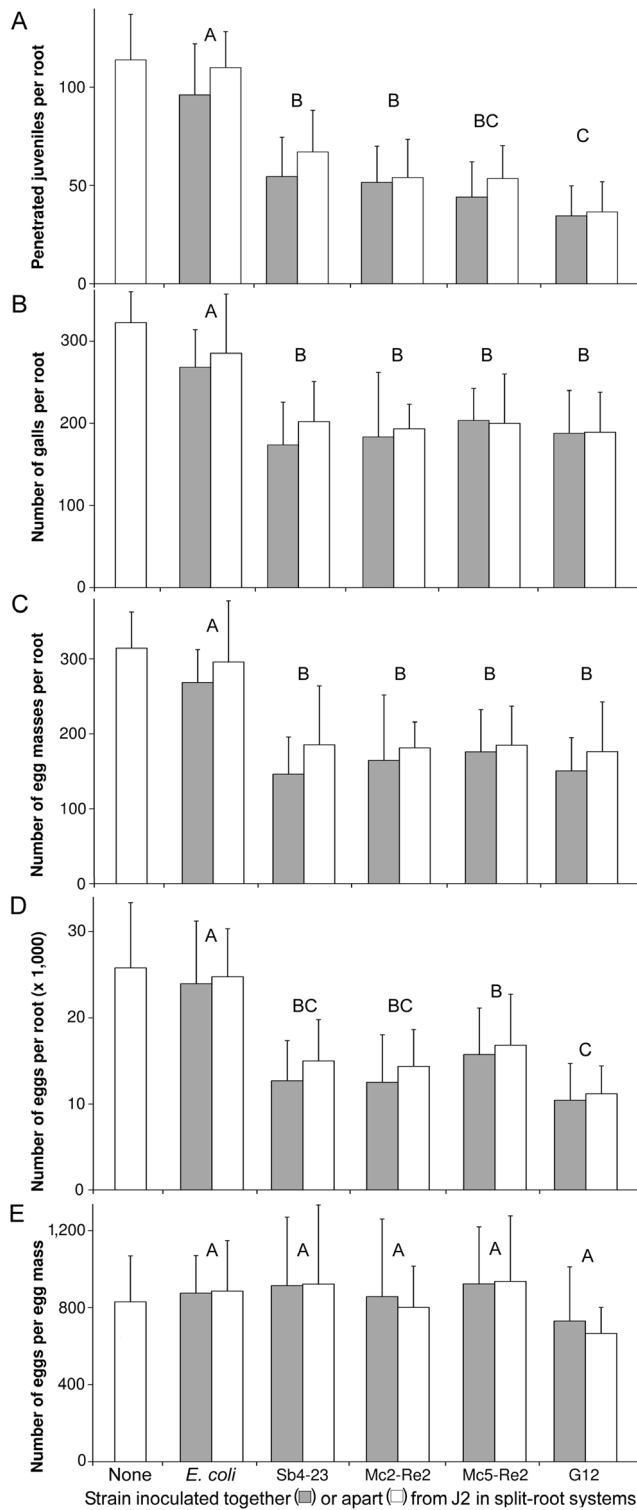 A
Penetrated juveniles per root
100
50
0
A
B
B
BC
C
B
Number of galls per root
300
200
100
0
A
B
B
B
B
C
Number of egg masses per root
300
200
100
0
A
B
B
B
B
D
Number of eggs per root (x 1,000)
30
20
10
0
A
BC
BC
B
C
E
Number of eggs per egg mass
1,200
800
400
0
A
A
A
A
A
None E. coli Sb4-23 Mc2-Re2 Mc5-Re2 G12
Strain inoculated together ( ) or apart ( ) from J2 in split-root systems